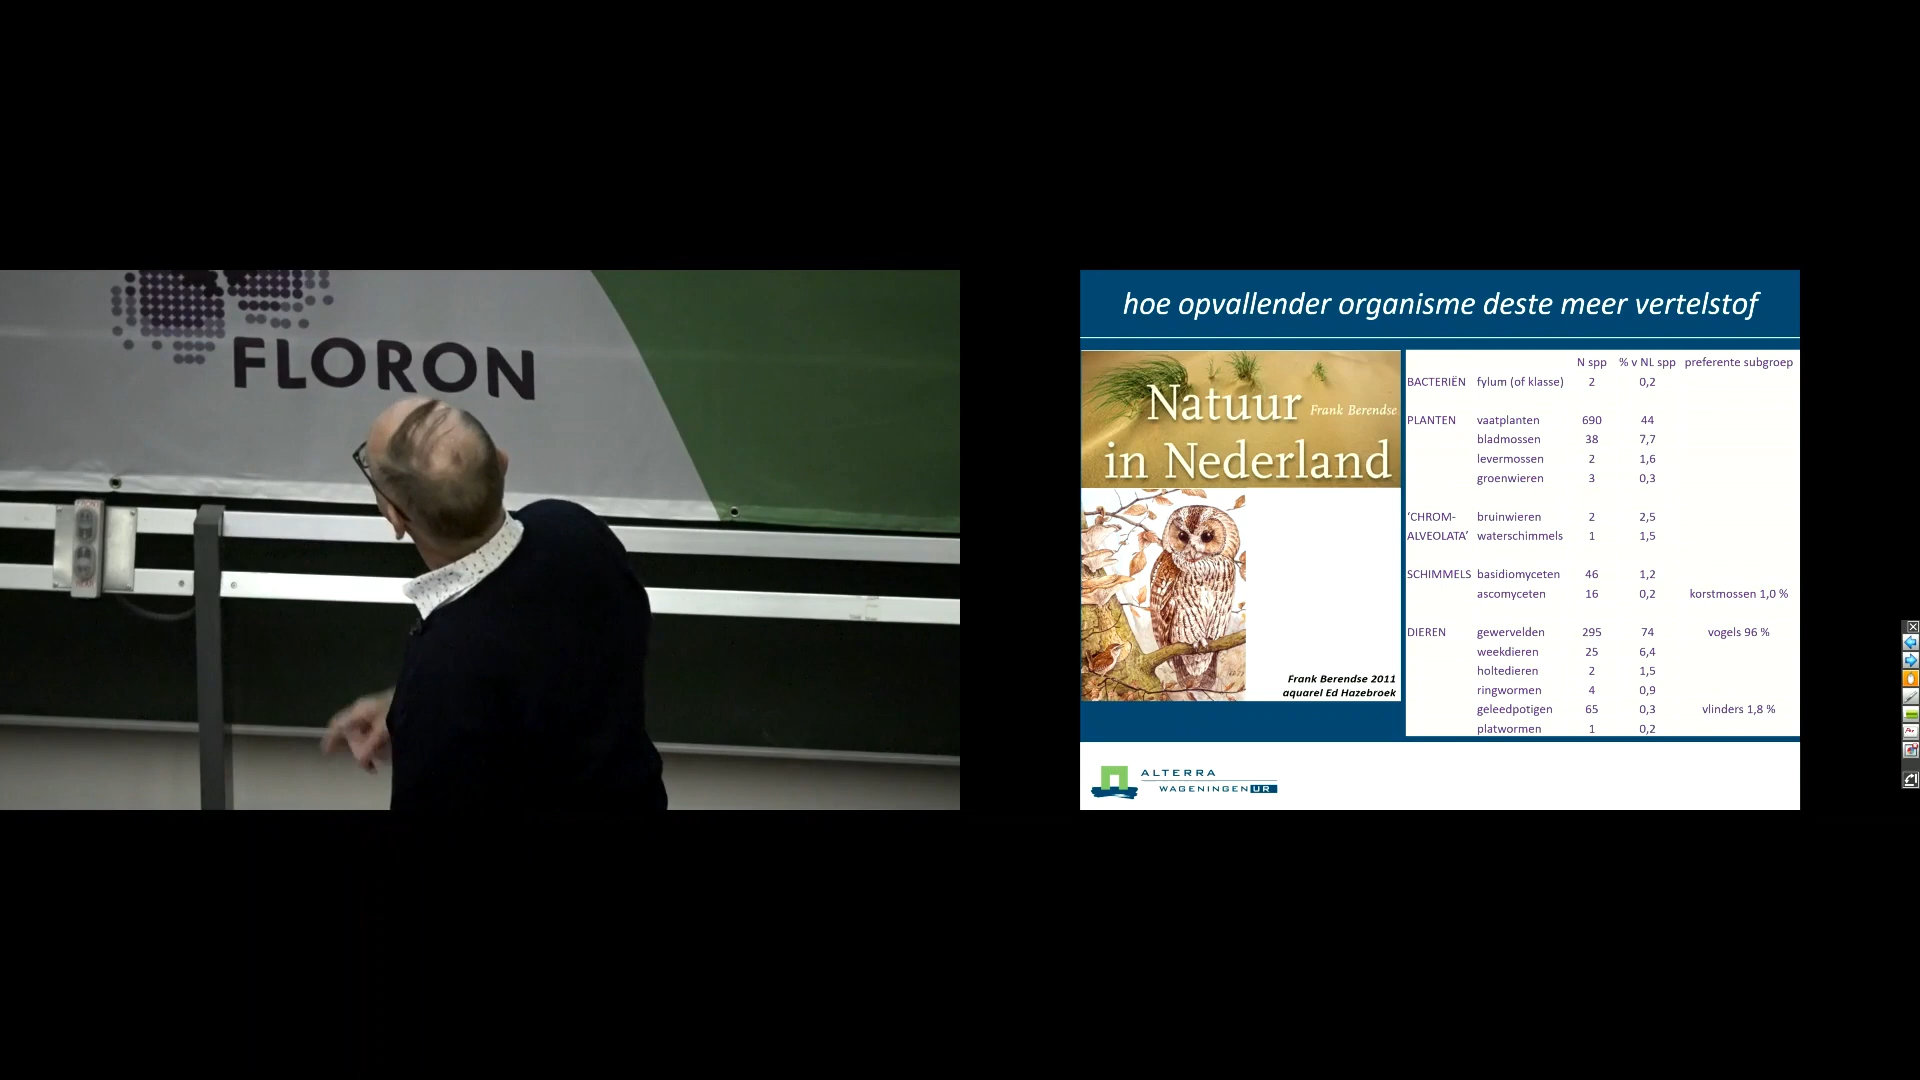 FLORON
hoe opvallender organisme deste meer vertelstof
Natuur
Frank Berendse
in Nederland
Frank Berendse 2011
aquarel Ed Hazebroek
N spp % v NL spp preferente subgroep
BACTERIËN fylum (of klasse) 2 0,2
PLANTEN vaatplanten 690 44
bladmossen 38 7,7
levermossen 2 1,6
groenwieren 3 0,3
‘CHROM- bruinwieren 2 2,5
ALVEOLATA’ waterschimmels 1 1,5
SCHIMMELS basidiomyceten 46 1,2
ascomyceten 16 0,2 korstmossen 1,0 %
DIEREN gewervelden 295 74 vogels 96 %
weekdieren 25 6,4
holtedieren 2 1,5
ringwormen 4 0,9
geleedpotigen 65 0,3 vlinders 1,8 %
platwormen 1 0,2
ALTERRA
WAGENINGEN UR